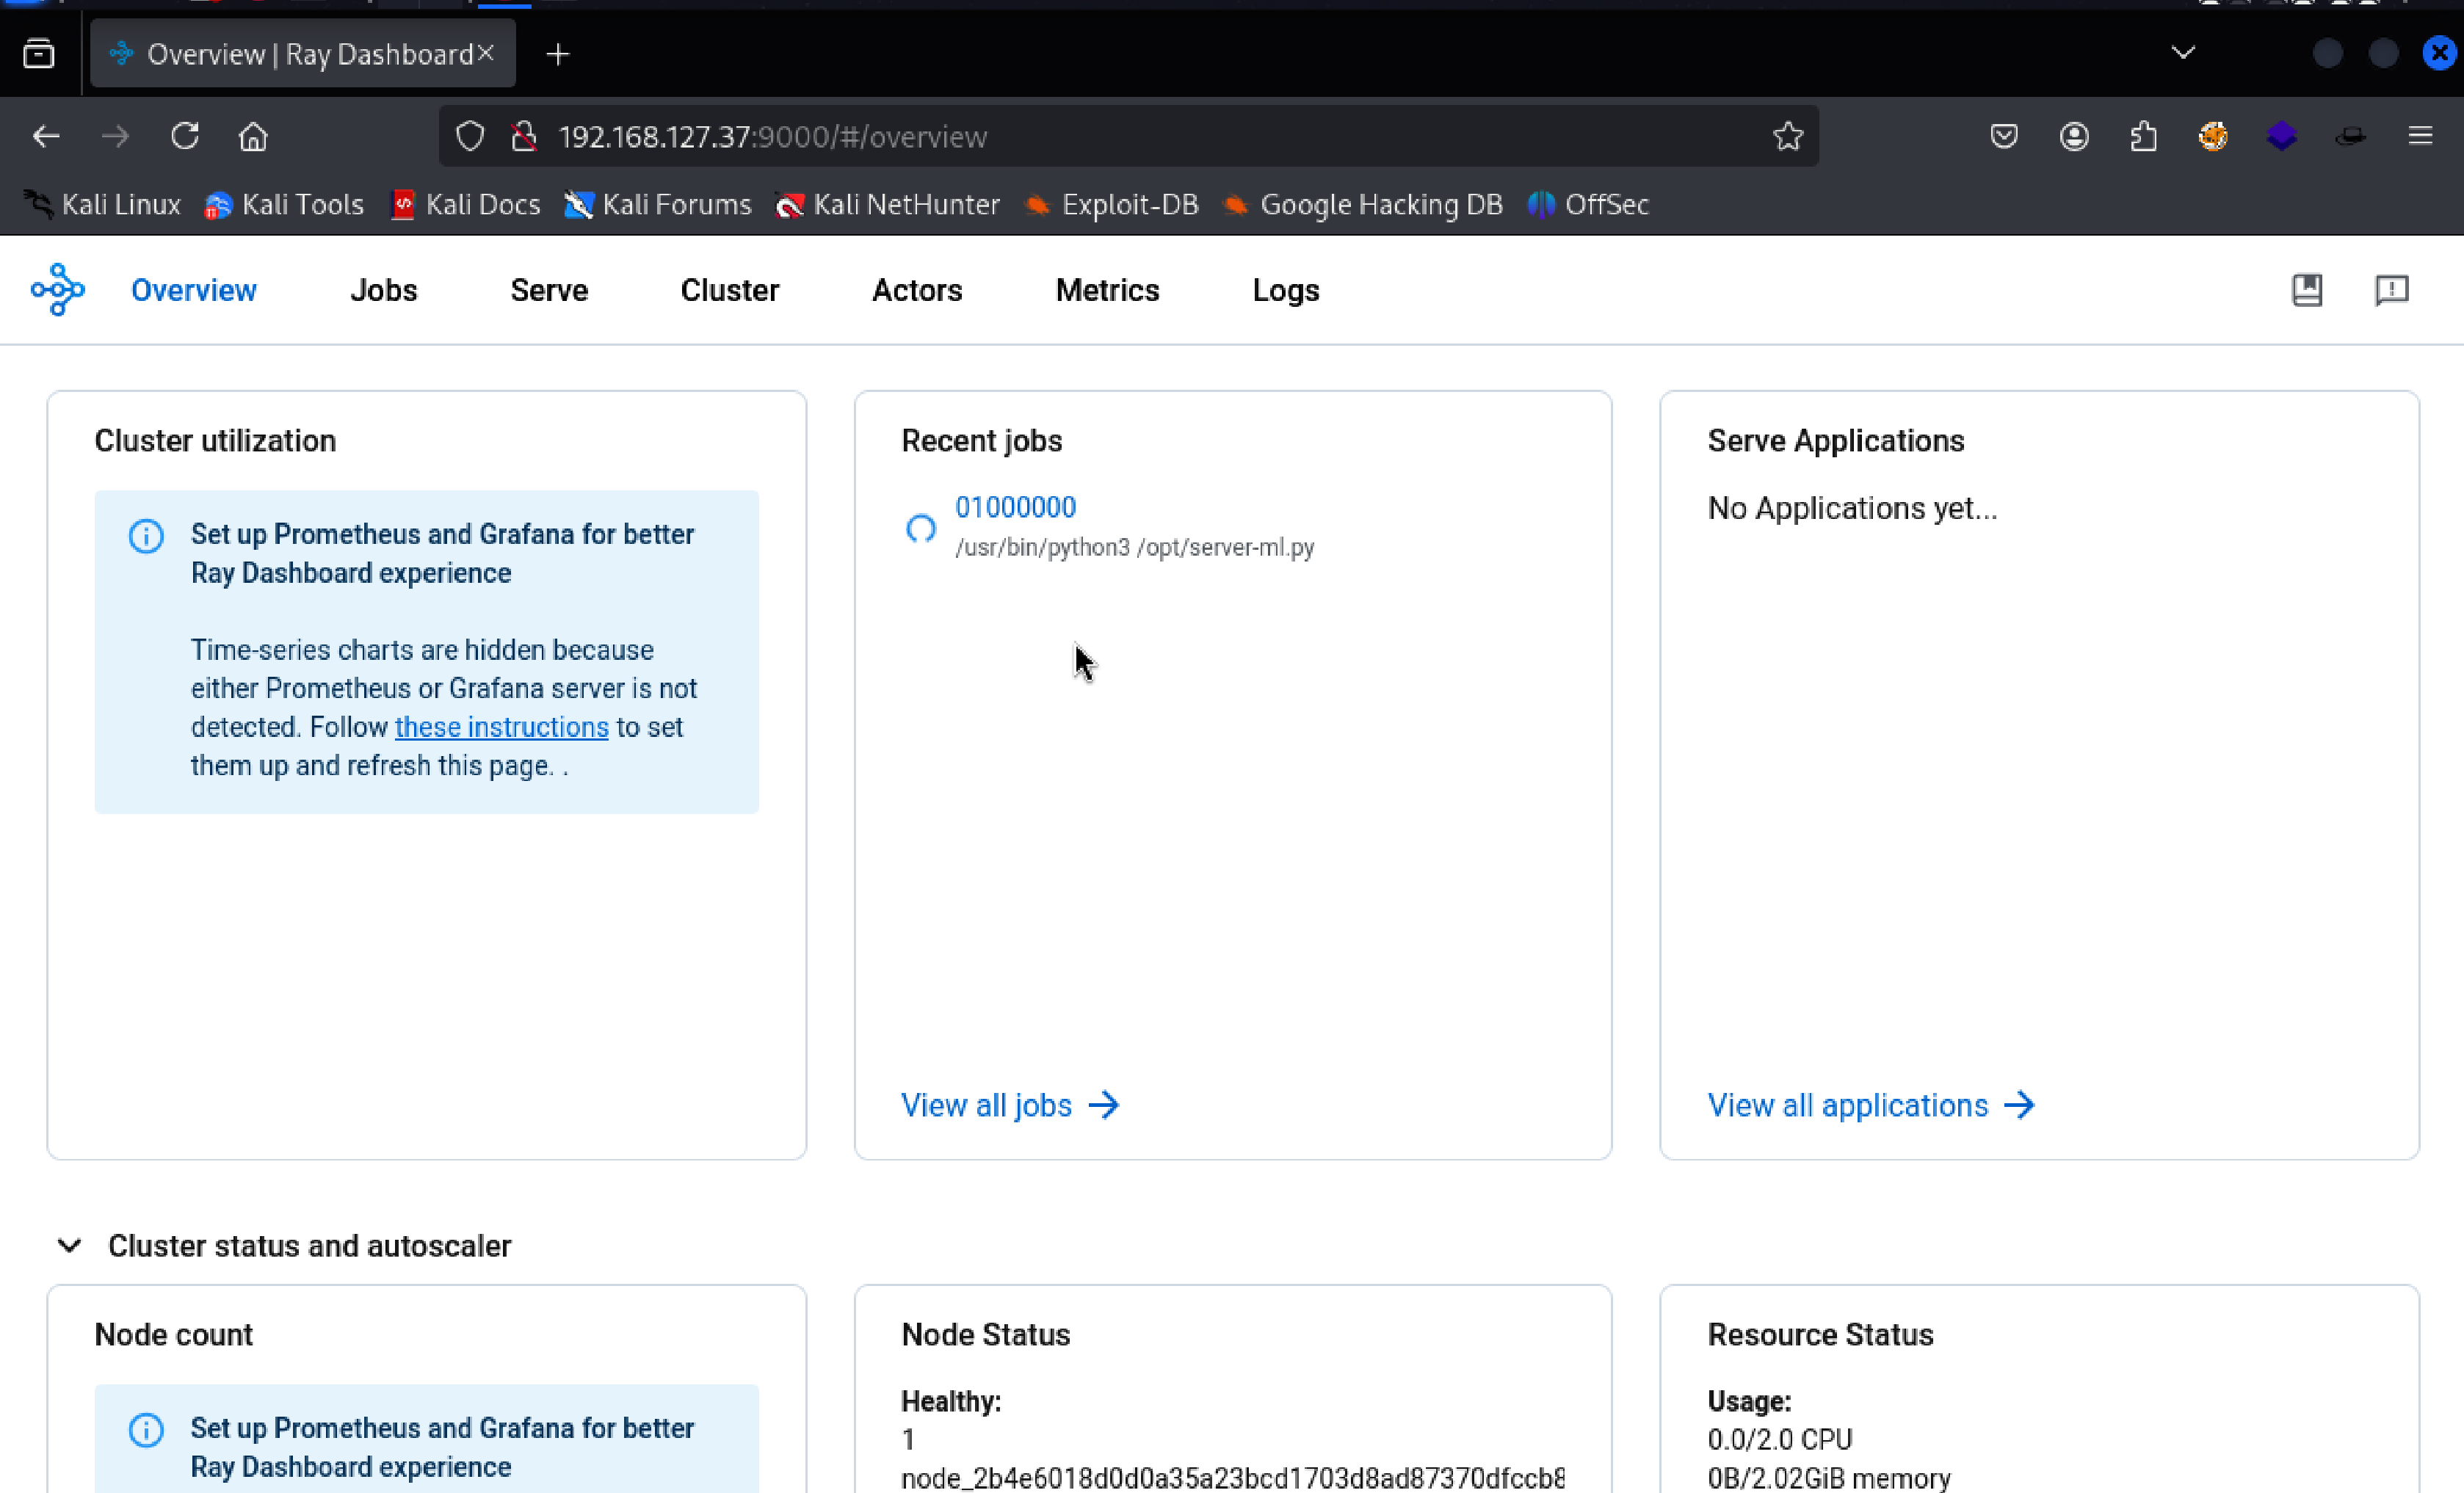 Overview | Ray Dashboard
192.168.127.37:9000/#/overview
Kali Linux Kali Tools Kali Docs Kali Forums Kali NetHunter Exploit-DB Google Hacking DB OffSec
Overview Jobs Serve Cluster Actors Metrics Logs
Cluster utilization
Set up Prometheus and Grafana for better
Ray Dashboard experience
Time-series charts are hidden because
either Prometheus or Grafana server is not
detected. Follow these instructions to set
them up and refresh this page. .
Recent jobs
01000000
/usr/bin/python3 /opt/server-ml.py
View all jobs
Serve Applications
No Applications yet...
View all applications
Cluster status and autoscaler
Node count
Set up Prometheus and Grafana for better
Ray Dashboard experience
Node Status
Healthy:
1
node_2b4e6018d0d0a35a23bcd1703d8ad87370dfccb8
Resource Status
Usage:
0.0/2.0 CPU
0B/2.02GiB memory